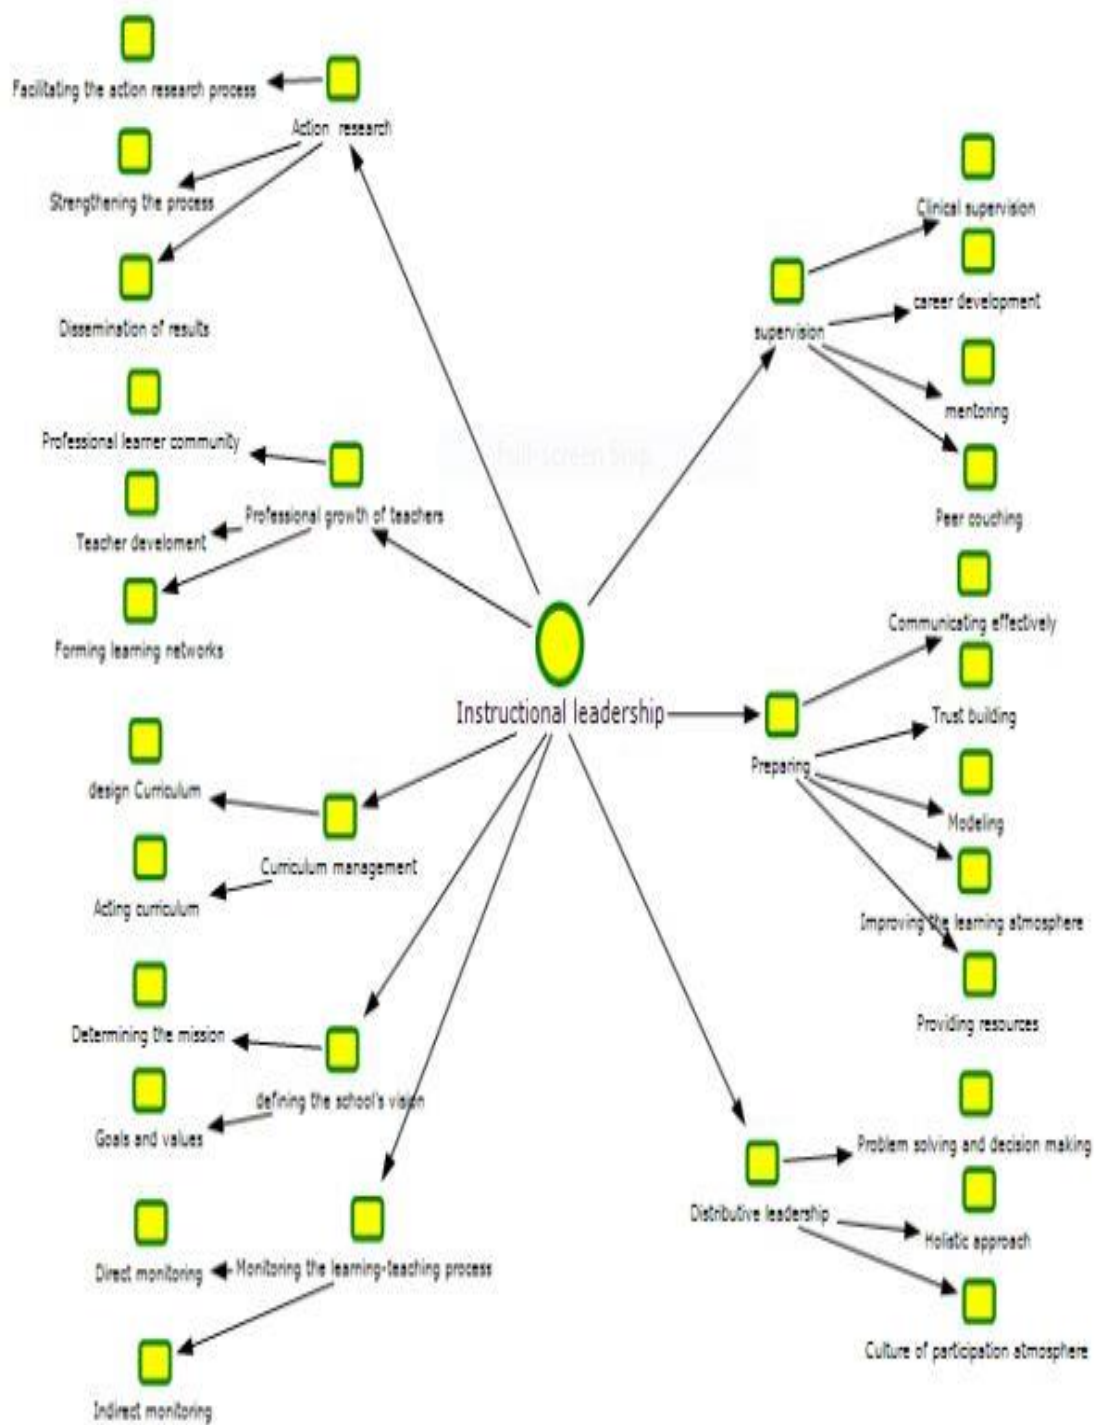 Facilitating the action research process
Action research
Strengthening the process
Dissemination of results
Professional learner community
Professional growth of teachers
Teacher develoment
Forming learning networks
design Curriculum
Curriculum management
Acting curriculum
Determining the mission
defining the school's vision
Goals and values
Direct monitoring
Monitoring the learning-teaching process
Indirect monitoring
Full-screen Snip
Instructional leadership
Clinical supervision
supervision
career development
mentoring
Peer couching
Communicating effectively
Trust building
Preparing
Modeling
Improving the learning atmosphere
Providing resources
Problem solving and decision making
Distributive leadership
Holistic approach
Culture of participation atmosphere